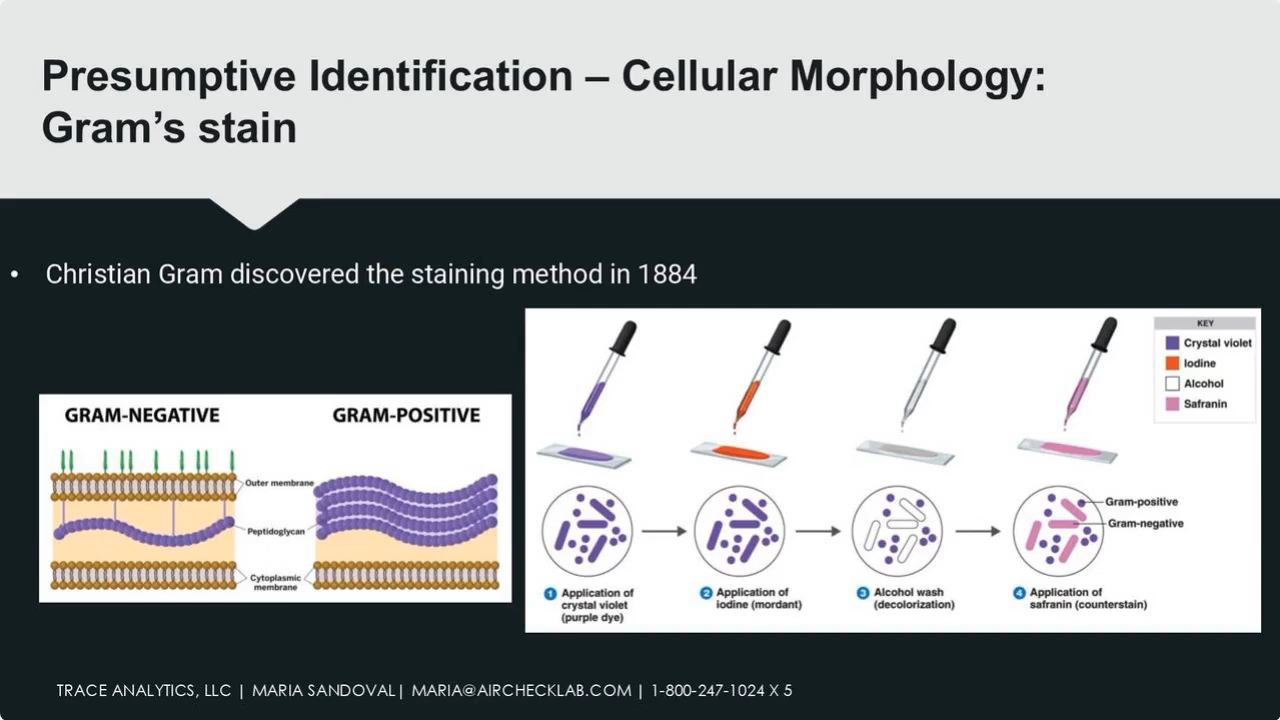 Presumptive Identification – Cellular Morphology:
Gram’s stain
• Christian Gram discovered the staining method in 1884
GRAM-NEGATIVE
GRAM-POSITIVE
Outer membrane
Peptidoglycan
Cytoplasmic
membrane
KEY
Crystal violet
Iodine
Alcohol
Safranin
Gram-positive
Gram-negative
1 Application of
crystal violet
(purple dye)
2 Application of
iodine (mordant)
3 Alcohol wash
(decolorization)
4 Application of
safranin (counterstain)
TRACE ANALYTICS, LLC | MARIA SANDOVAL| MARIA@AIRCHECKLAB.COM | 1-800-247-1024 X 5